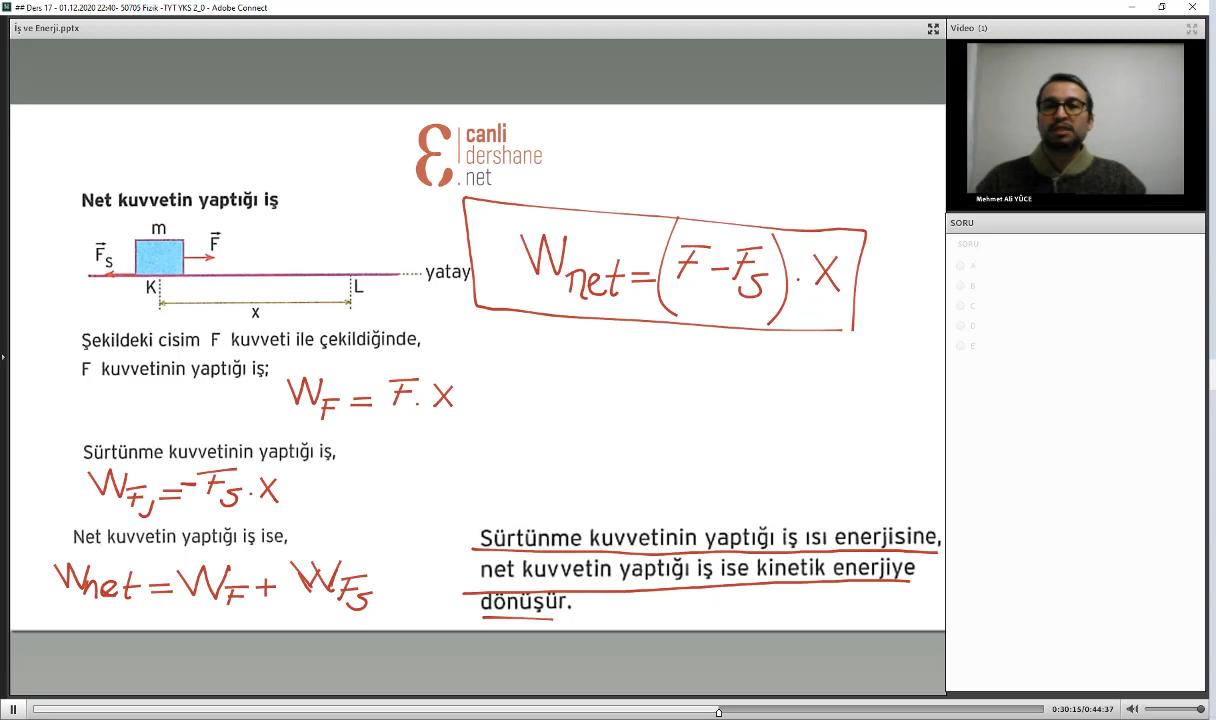 ## Ders 17 - 01.12.2020 22:40- 50705 Fizik -TYT YKS 2_0 - Adobe Connect
İş ve Enerji.pptx
Video (1)
canli
dershane
.net
Mehmet Ali YÜCE
Net kuvvetin yaptığı iş
m
Fs
F
yatay
K
L
x
Wnet = (F - Fs) . X
Şekildeki cisim F kuvveti ile çekildiğinde,
F kuvvetinin yaptığı iş;
WF = F . X
Sürtünme kuvvetinin yaptığı iş,
WFs = -Fs . X
Net kuvvetin yaptığı iş ise,
Wnet = WF + WFs
Sürtünme kuvvetinin yaptığı iş ısı enerjisine,
net kuvvetin yaptığı iş ise kinetik enerjiye
dönüşür.
SORU
SORU
A
B
C
D
E
0:30:15/0:44:37